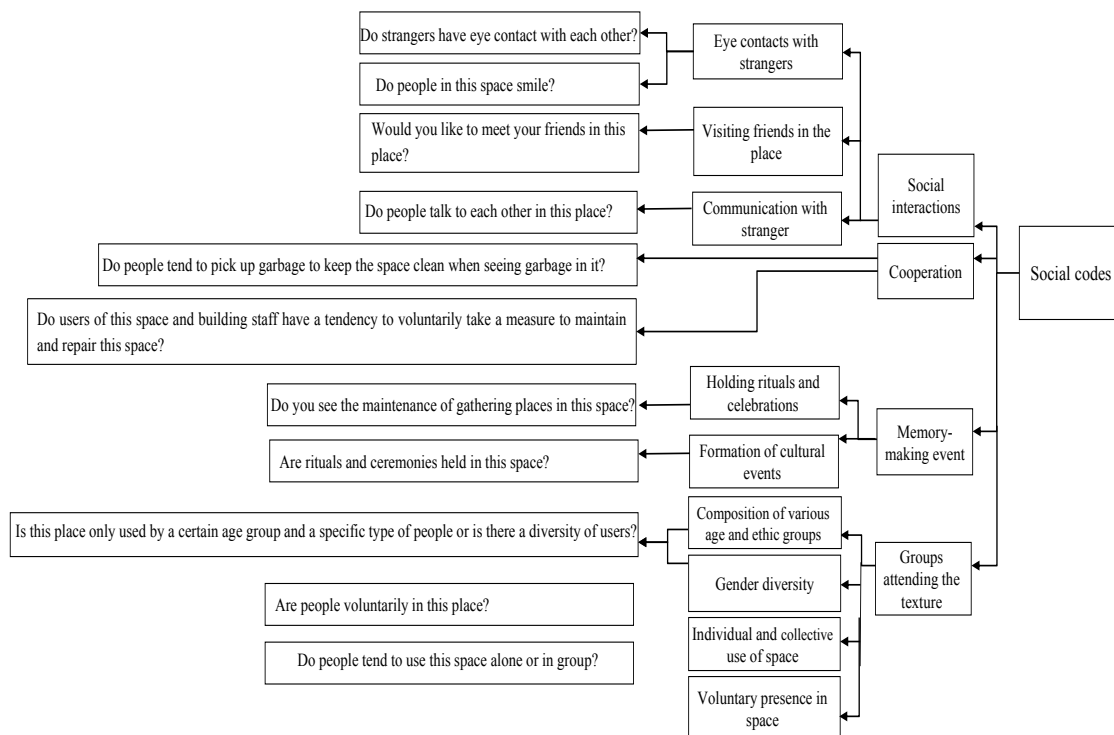 Do strangers have eye contact with each other?
Eye contacts with
strangers
Do people in this space smile?
Would you like to meet your friends in this
place?
Visiting friends in the
place
Social
interactions
Do people talk to each other in this place?
Communication with
stranger
Do people tend to pick up garbage to keep the space clean when seeing garbage in it?
Cooperation
Social codes
Do users of this space and building staff have a tendency to voluntarily take a measure to maintain
and repair this space?
Do you see the maintenance of gathering places in this space?
Holding rituals and
celebrations
Memory-
making event
Are rituals and ceremonies held in this space?
Formation of cultural
events
Is this place only used by a certain age group and a specific type of people or is there a diversity of users?
Composition of various
age and ethic groups
Groups
attending the
texture
Gender diversity
Are people voluntarily in this place?
Individual and collective
use of space
Do people tend to use this space alone or in group?
Voluntary presence in
space